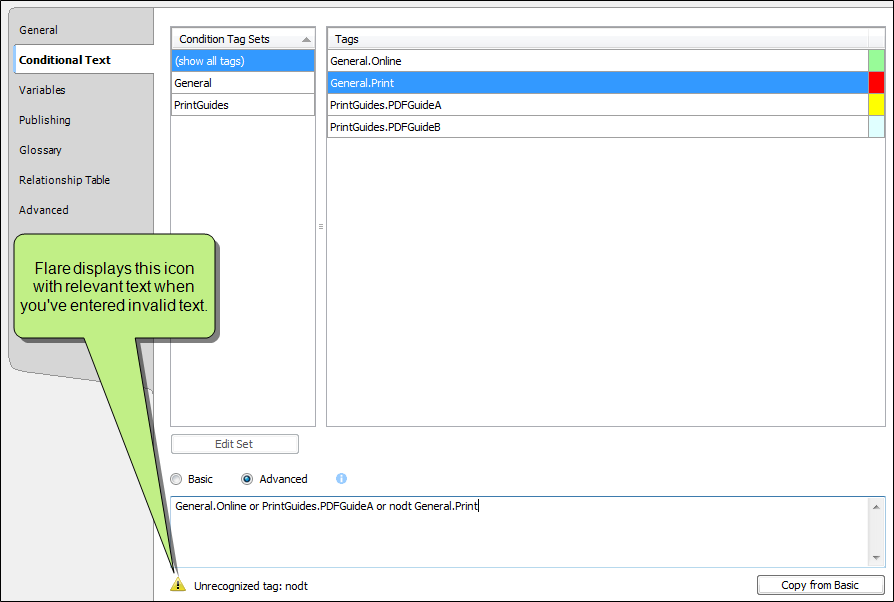 General
Conditional Text
Variables
Publishing
Glossary
Relationship Table
Advanced
Condition Tag Sets
(show all tags)
General
PrintGuides
Tags
General.Online
General.Print
PrintGuides.PDFGuideA
PrintGuides.PDFGuideB
Flare displays this icon
with relevant text when
you've entered invalid text.
Edit Set
Basic
Advanced
General.Online or PrintGuides.PDFGuideA or nodt General.Print
Unrecognized tag: nodt
Copy from Basic